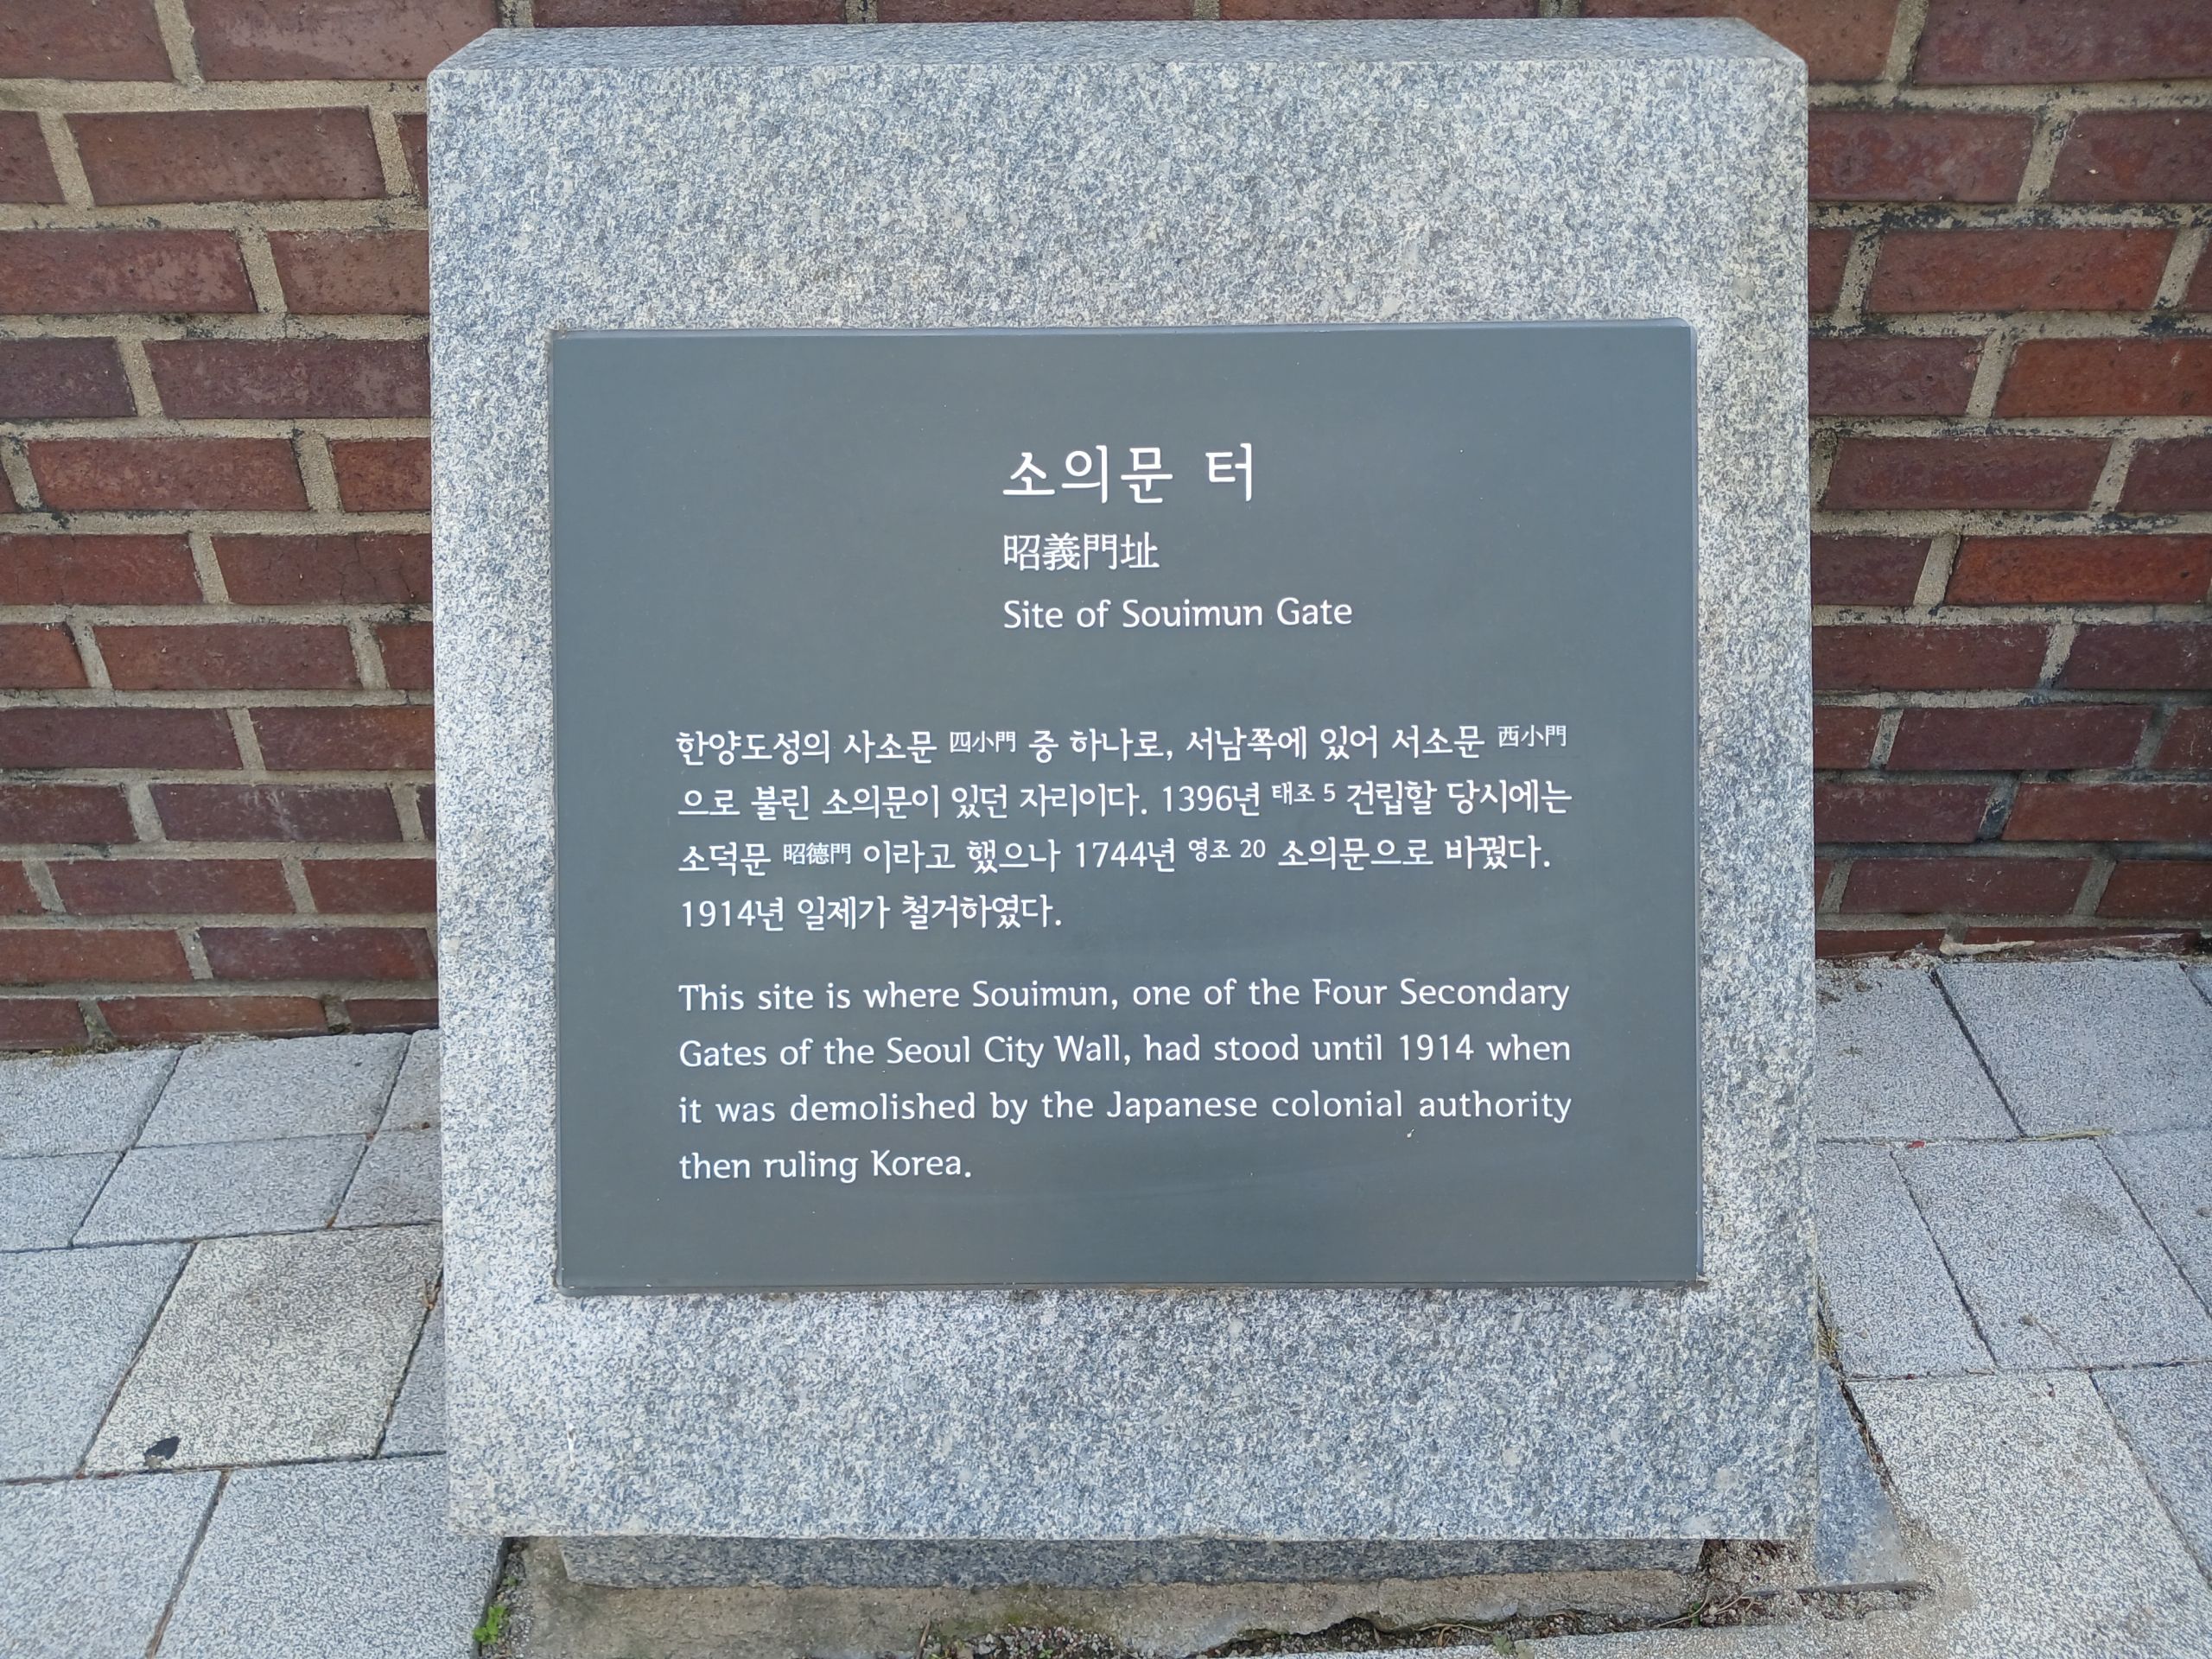 소의문 터
昭義門址
Site of Souimun Gate
한양도성의 사소문 四小門 중 하나로, 서남쪽에 있어 서소문 西小門
으로 불린 소의문이 있던 자리이다. 1396년 태조 5 건립할 당시에는
소덕문 昭德門 이라고 했으나 1744년 영조 20 소의문으로 바꿨다.
1914년 일제가 철거하였다.
This site is where Souimun, one of the Four Secondary
Gates of the Seoul City Wall, had stood until 1914 when
it was demolished by the Japanese colonial authority
then ruling Korea.